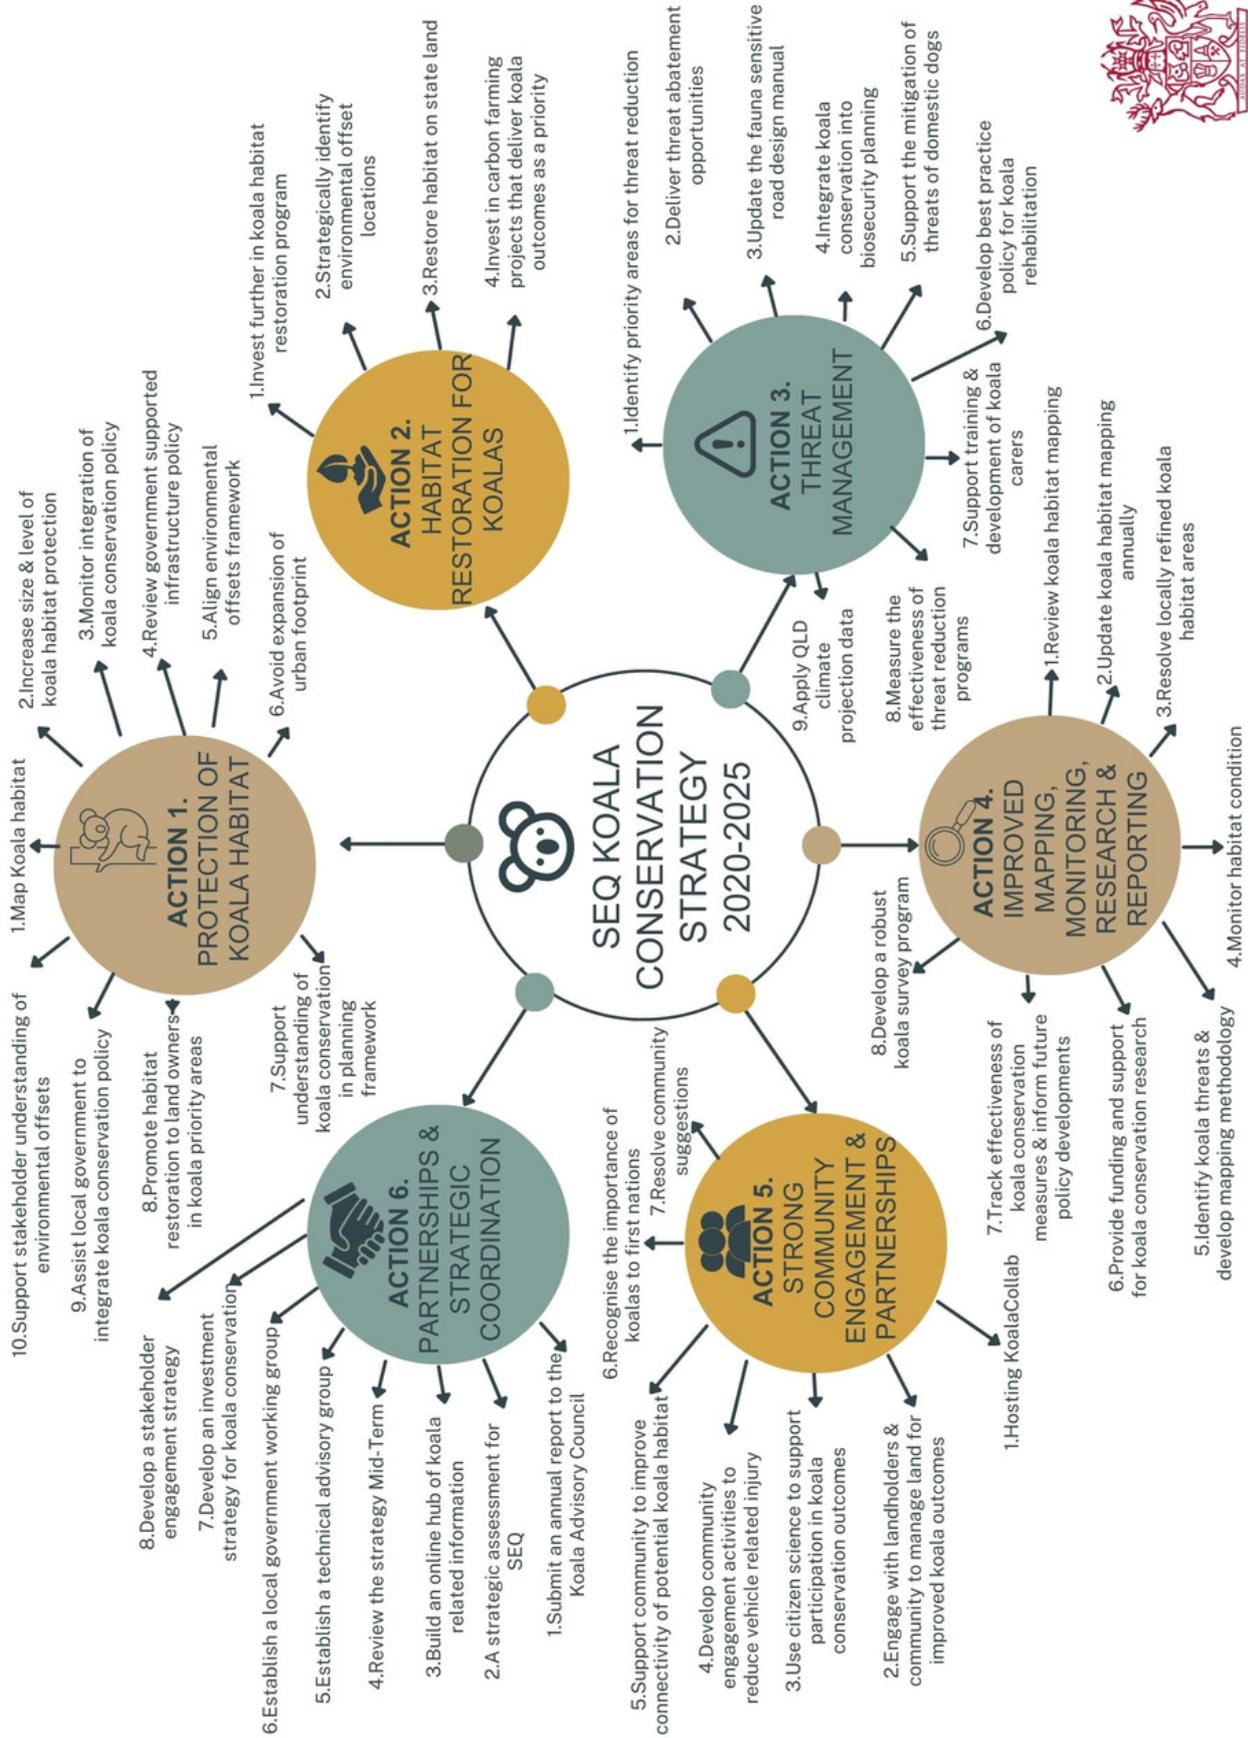 SEQ KOALA
CONSERVATION
STRATEGY
2020-2025
ACTION 1.
PROTECTION OF
KOALA HABITAT
1.Map Koala habitat
2.Increase size & level of
koala habitat protection
3.Monitor integration of
koala conservation policy
4.Review government supported
infrastructure policy
5.Align environmental
offsets framework
6.Avoid expansion of
urban footprint
7.Support
understanding of
koala conservation
in planning
framework
8.Promote habitat
restoration to land owners
in koala priority areas
9.Assist local government to
integrate koala conservation policy
10.Support stakeholder understanding of
environmental offsets
ACTION 2.
HABITAT
RESTORATION FOR
KOALAS
1.Invest further in koala habitat
restoration program
2.Strategically identify
environmental offset
locations
3.Restore habitat on state land
4.Invest in carbon farming
projects that deliver koala
outcomes as a priority
ACTION 3.
THREAT
MANAGEMENT
1.Identify priority areas for threat reduction
2.Deliver threat abatement
opportunities
3.Update the fauna sensitive
road design manual
4.Integrate koala
conservation into
biosecurity planning
5.Support the mitigation of
threats of domestic dogs
6.Develop best practice
policy for koala
rehabilitation
7.Support training &
development of koala
carers
8.Measure the
effectiveness of
threat reduction
programs
9.Apply QLD
climate
projection data
ACTION 4.
IMPROVED
MAPPING,
MONITORING,
RESEARCH &
REPORTING
1.Review koala habitat mapping
2.Update koala habitat mapping
annually
3.Resolve locally refined koala
habitat areas
4.Monitor habitat condition
5.Identify koala threats &
develop mapping methodology
6.Provide funding and support
for koala conservation research
7.Track effectiveness of
koala conservation
measures & inform future
policy developments
8.Develop a robust
koala survey program
ACTION 5.
STRONG
COMMUNITY
ENGAGEMENT &
PARTNERSHIPS
1.Hosting KoalaCollab
2.Engage with landholders &
community to manage land for
improved koala outcomes
3.Use citizen science to support
participation in koala
conservation outcomes
4.Develop community
engagement activities to
reduce vehicle related injury
5.Support community to improve
connectivity of potential koala habitat
6.Recognise the importance of
koalas to first nations
7.Resolve community
suggestions
ACTION 6.
PARTNERSHIPS &
STRATEGIC
COORDINATION
1.Submit an annual report to the
Koala Advisory Council
2.A strategic assessment for
SEQ
3.Build an online hub of koala
related information
4.Review the strategy Mid-Term
5.Establish a technical advisory group
6.Establish a local government working group
7.Develop an investment
strategy for koala conservation
8.Develop a stakeholder
engagement strategy
AUDAX AT FIDELIS